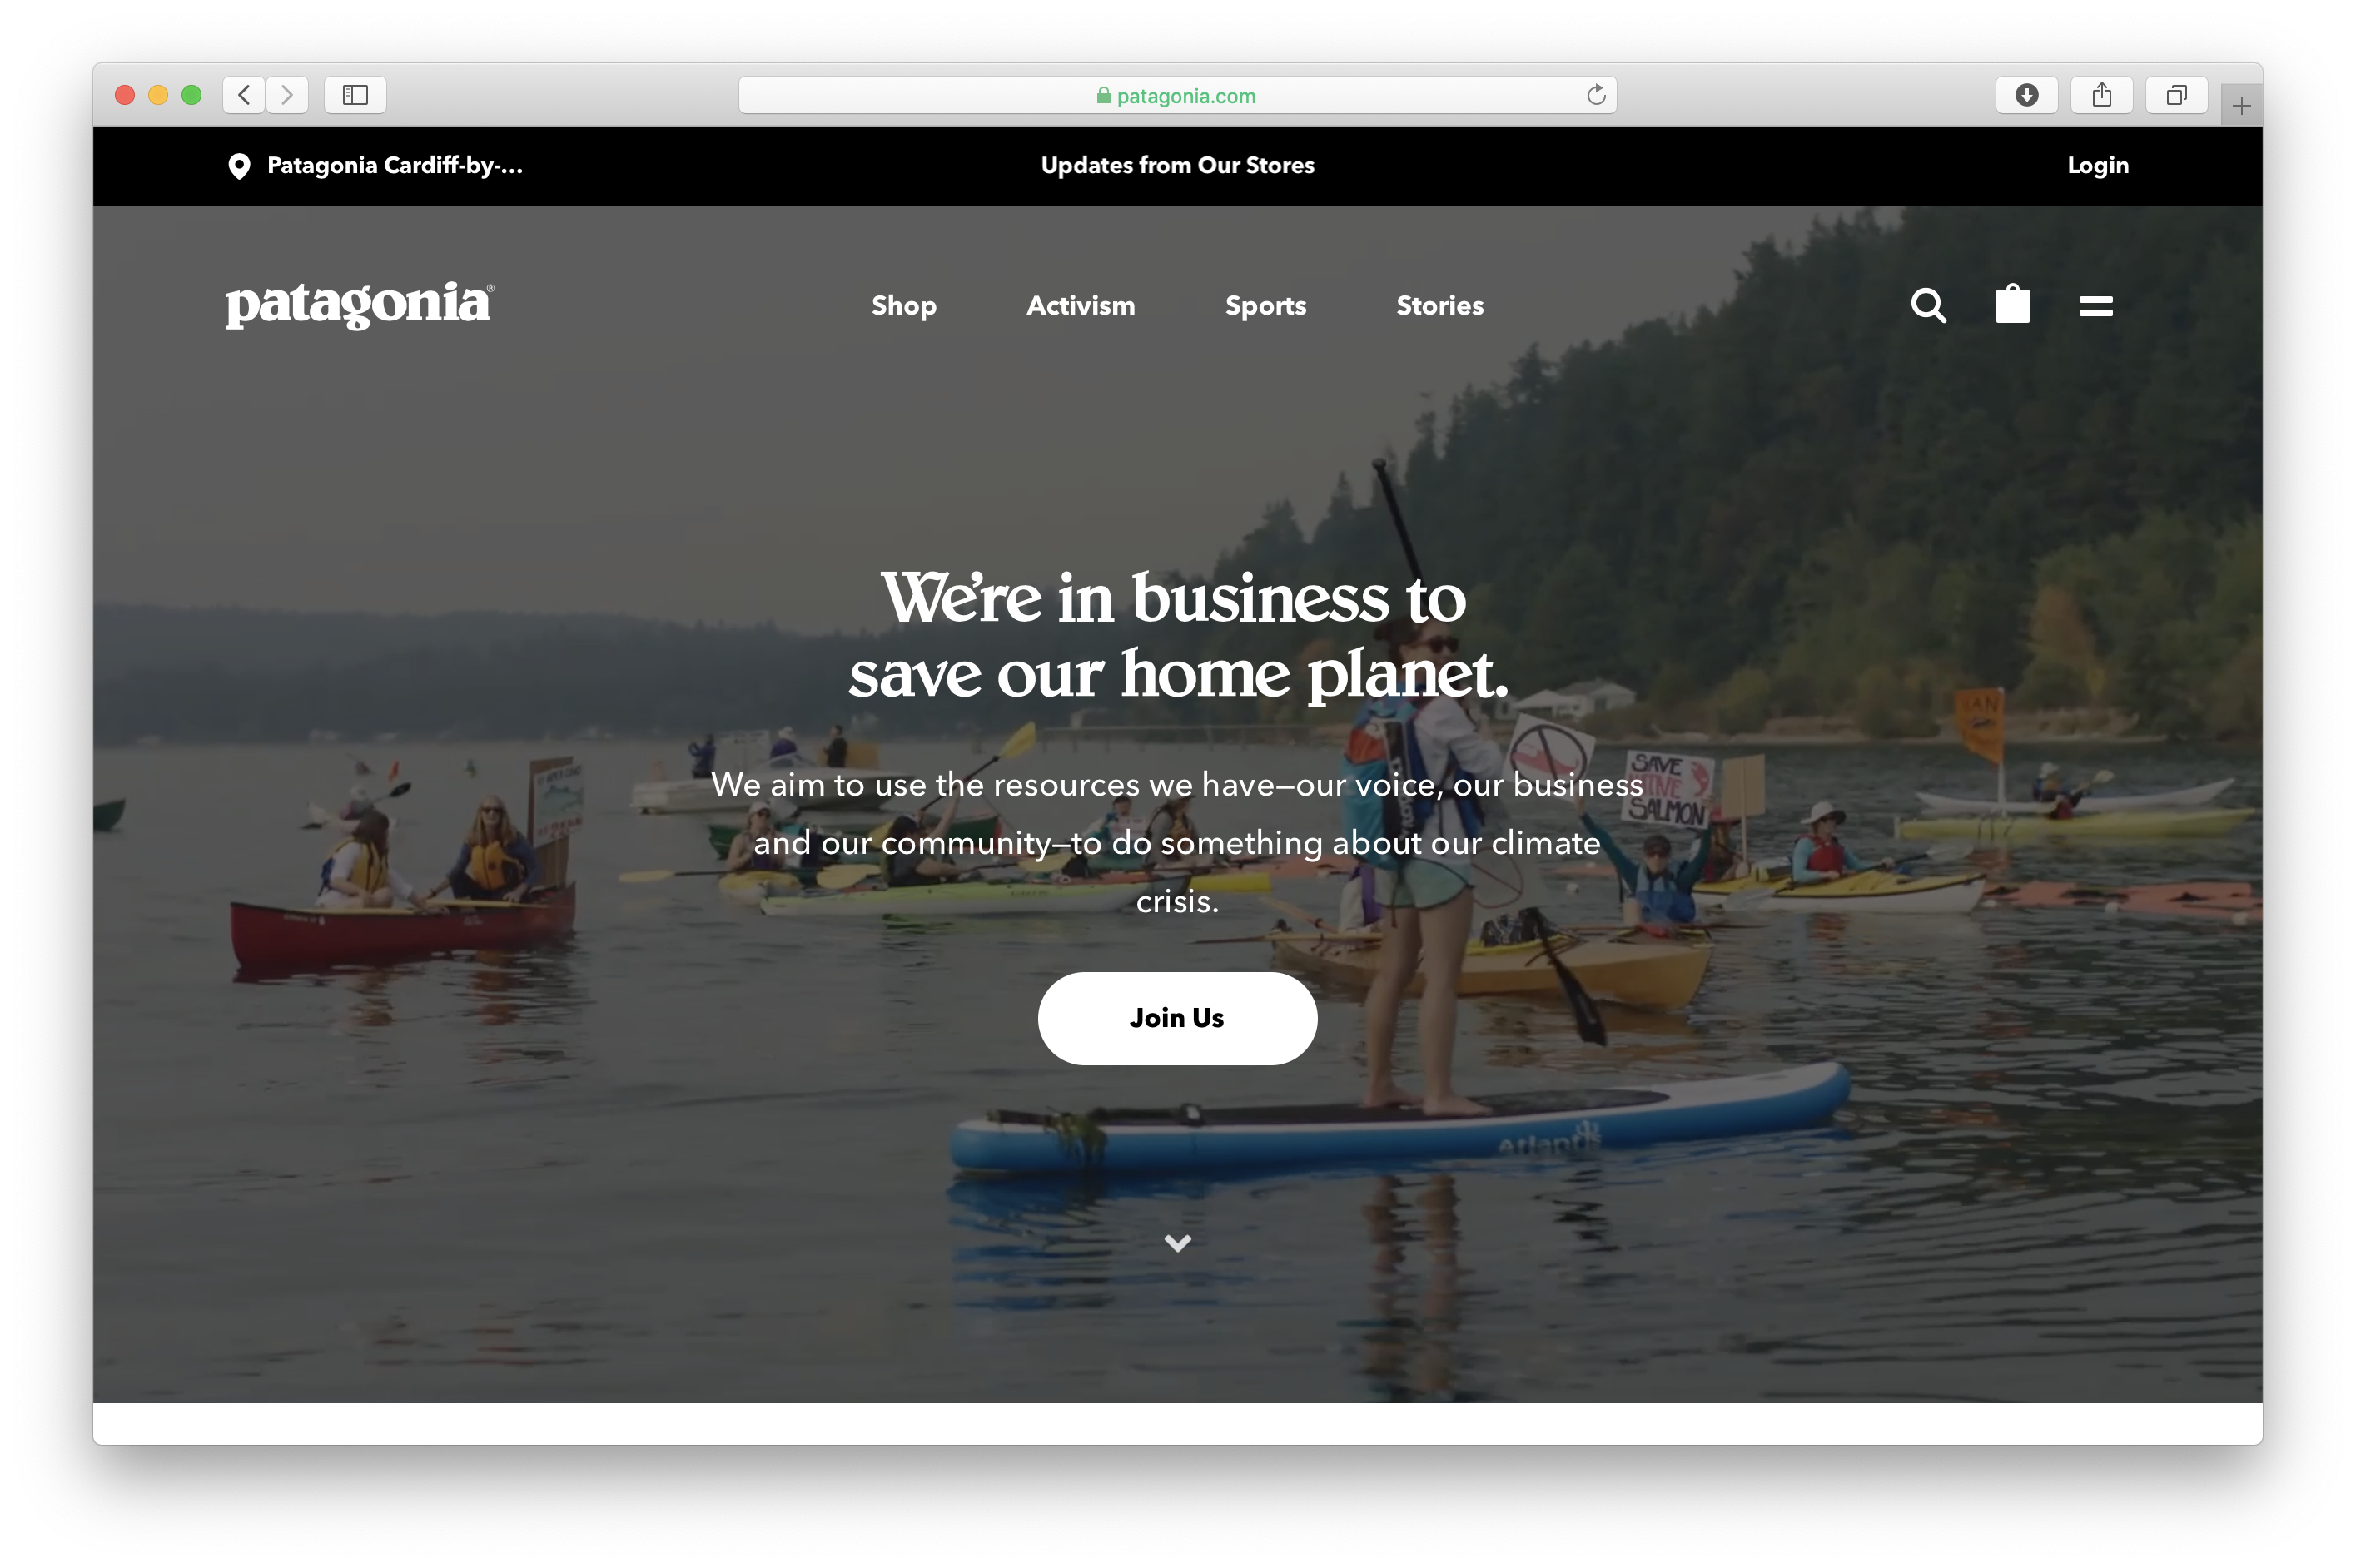 patagonia.com
Patagonia Cardiff-by-...
Updates from Our Stores
Login
patagonia®
Shop
Activism
Sports
Stories
We're in business to
save our home planet.
We aim to use the resources we have—our voice, our business
and our community—to do something about our climate
crisis.
SAVE
SALMON
Join Us
Atlantis